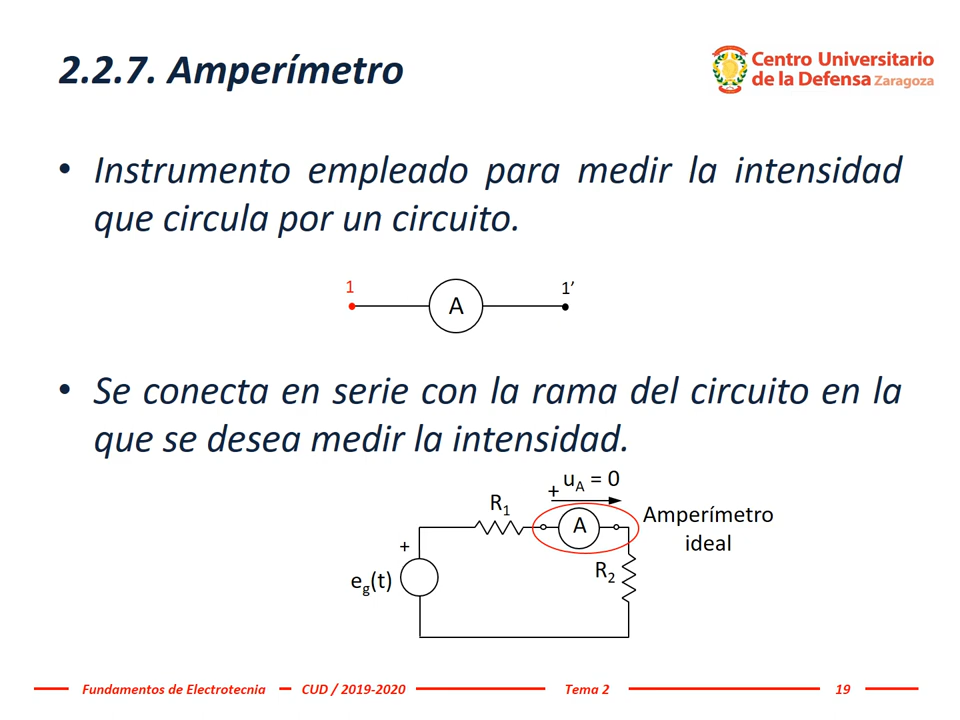 2.2.7. Amperímetro
Centro Universitario
de la Defensa Zaragoza
• Instrumento empleado para medir la intensidad
que circula por un circuito.
1
A
1’
• Se conecta en serie con la rama del circuito en la
que se desea medir la intensidad.
+ uA = 0
R1
A
Amperímetro
ideal
+
eg(t)
R2
Fundamentos de Electrotecnia
CUD / 2019-2020
Tema 2
19